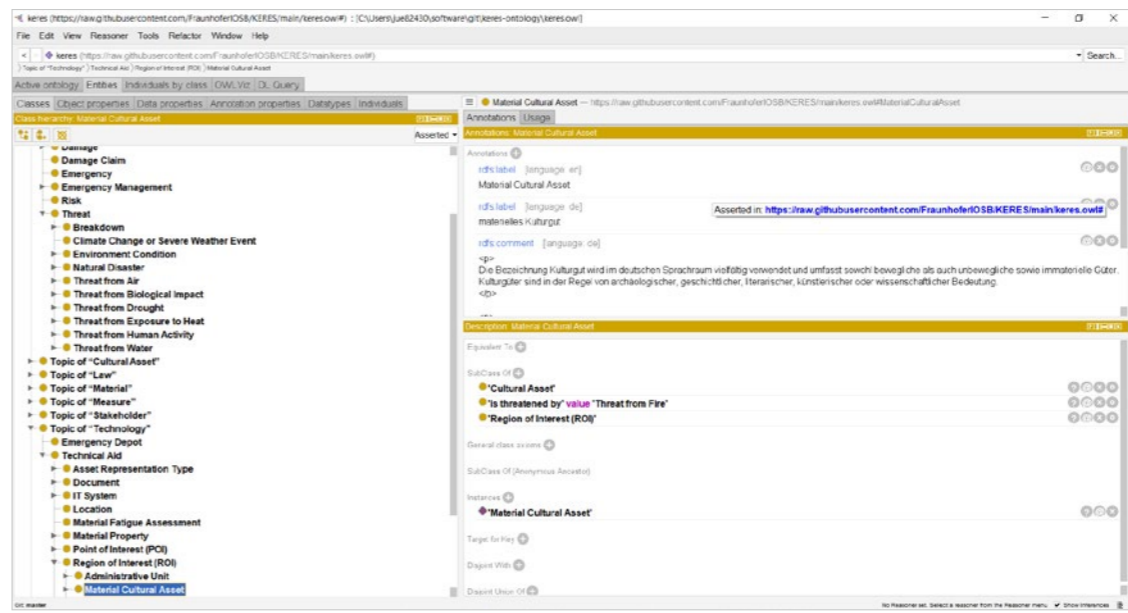 keres (https://raw.githubusercontent.com/FraunhoferIOSB/KERES/main/keres.owl#) : [C:\Users\jue82430\software\git\keres-ontology\keres.owl]
File Edit View Reasoner Tools Refactor Window Help
keres (https://raw.githubusercontent.com/FraunhoferIOSB/KERES/main/keres.owl#)
Search...
Topic of "Technology" Technical Aid Region of Interest (ROI) Material Cultural Asset
Active ontology Entities Individuals by class OWLViz DL Query
Classes Object properties Data properties Annotation properties Datatypes Individuals
Class hierarchy: Material Cultural Asset
Asserted
Damage
Damage Claim
Emergency
Emergency Management
Risk
Threat
Breakdown
Climate Change or Severe Weather Event
Environment Condition
Natural Disaster
Threat from Air
Threat from Biological Impact
Threat from Drought
Threat from Exposure to Heat
Threat from Human Activity
Threat from Water
Topic of "Cultural Asset"
Topic of "Law"
Topic of "Material"
Topic of "Measure"
Topic of "Stakeholder"
Topic of "Technology"
Emergency Depot
Technical Aid
Asset Representation Type
Document
IT System
Location
Material Fatigue Assessment
Material Property
Point of Interest (POI)
Region of Interest (ROI)
Administrative Unit
Material Cultural Asset
Git: master
Material Cultural Asset — https://raw.githubusercontent.com/FraunhoferIOSB/KERES/main/keres.owl#MaterialCulturalAsset
Annotations Usage
Annotations: Material Cultural Asset
Annotations
rdfs:label [language: en]
Material Cutural Asset
rdfs:label [language: de]
materielles Kulturgut
Asserted in: https://raw.githubusercontent.com/FraunhoferIOSB/KERES/main/keres.owl#
rdfs:comment [language: de]
<p>
Die Bezeichnung Kulturgut wird im deutschen Sprachraum vielfältig verwendet und umfasst sowohl bewegliche als auch unbewegliche sowie immaterielle Güter.
Kulturgüter sind in der Regel von archäologischer, geschichtlicher, literarischer, künstlerischer oder wissenschaftlicher Bedeutung.
</p>
Description: Material Cultural Asset
Equivalent To
SubClass Of
'Cultural Asset'
'is threatened by' value 'Threat from Fire'
'Region of Interest (ROI)'
General class axioms
SubClass Of (Anonymous Ancestor)
Instances
'Material Cultural Asset'
Target for Key
Disjoint With
Disjoint Union Of
No Reasoner set. Select a reasoner from the Reasoner menu. Show Inferences